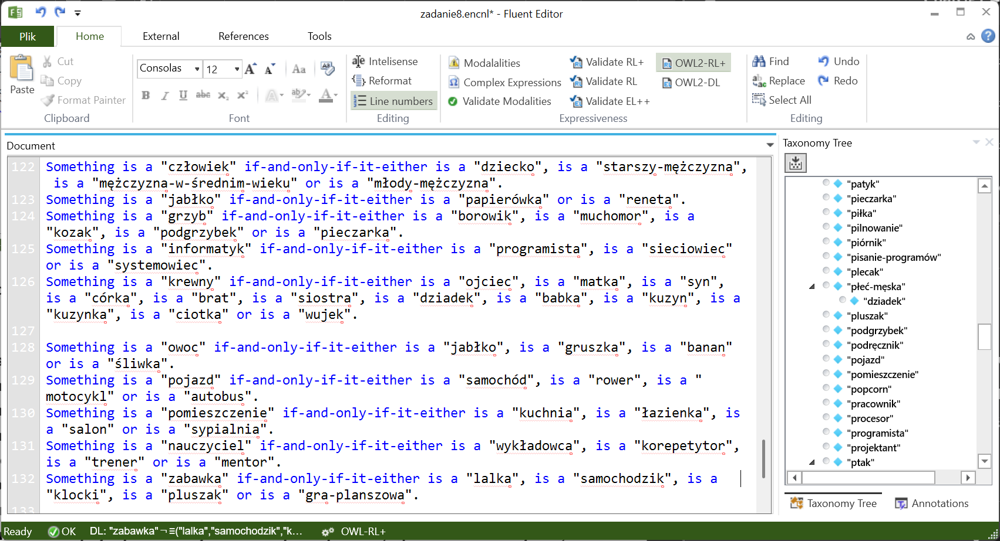 zadanie8.encnl* - Fluent Editor
Plik Home External References Tools
Paste Cut Copy Format Painter Clipboard
Consolas 12 Font
Intelisense Reformat Line numbers Editing
Modalalities Complex Expressions Validate Modalities
Validate RL+ Validate RL Validate EL++
OWL2-RL+ OWL2-DL
Expressiveness
Find Replace Select All Undo Redo Editing
Document
122 Something is a "człowiek" if-and-only-if-it-either is a "dziecko", is a "starszy-mężczyzna",
is a "mężczyzna-w-średnim-wieku" or is a "młody-mężczyzna".
123 Something is a "jabłko" if-and-only-if-it-either is a "papierówka" or is a "reneta".
124 Something is a "grzyb" if-and-only-if-it-either is a "borowik", is a "muchomor", is a
"kozak", is a "podgrzybek" or is a "pieczarka".
125 Something is a "informatyk" if-and-only-if-it-either is a "programista", is a "sieciowiec"
or is a "systemowiec".
126 Something is a "krewny" if-and-only-if-it-either is a "ojciec", is a "matka", is a "syn",
is a "córka", is a "brat", is a "siostra", is a "dziadek", is a "babka", is a "kuzyn", is a
"kuzynka", is a "ciotka" or is a "wujek".
127
128 Something is a "owoc" if-and-only-if-it-either is a "jabłko", is a "gruszka", is a "banan"
or is a "śliwka".
129 Something is a "pojazd" if-and-only-if-it-either is a "samochód", is a "rower", is a "
motocykl" or is a "autobus".
130 Something is a "pomieszczenie" if-and-only-if-it-either is a "kuchnia", is a "łazienka", is
a "salon" or is a "sypialnia".
131 Something is a "nauczyciel" if-and-only-if-it-either is a "wykładowca", is a "korepetytor",
is a "trener" or is a "mentor".
132 Something is a "zabawka" if-and-only-if-it-either is a "lalka", is a "samochodzik", is a
"klocki", is a "pluszak" or is a "gra-planszowa".
133
Taxonomy Tree
"patyk"
"pieczarka"
"piłka"
"pilnowanie"
"piórnik"
"pisanie-programów"
"plecak"
"płeć-męska"
"dziadek"
"pluszak"
"podgrzybek"
"podręcznik"
"pojazd"
"pomieszczenie"
"popcorn"
"pracownik"
"procesor"
"programista"
"projektant"
"ptak"
Taxonomy Tree Annotations
Ready OK DL: "zabawka"¬≡("lalka","samochodzik","k... OWL-RL+